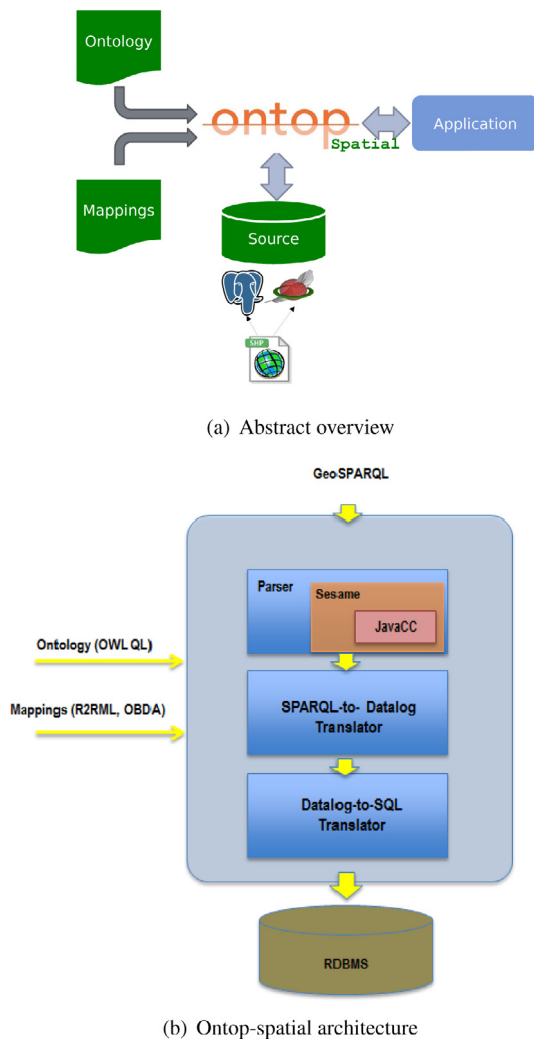 Ontology
ontop
Spatial
Application
Mappings
Source
SHP
(a) Abstract overview
GeoSPARQL
Parser
Sesame
JavaCC
Ontology (OWL QL)
Mappings (R2RML, OBDA)
SPARQL-to- Datalog
Translator
Datalog-to-SQL
Translator
RDBMS
(b) Ontop-spatial architecture